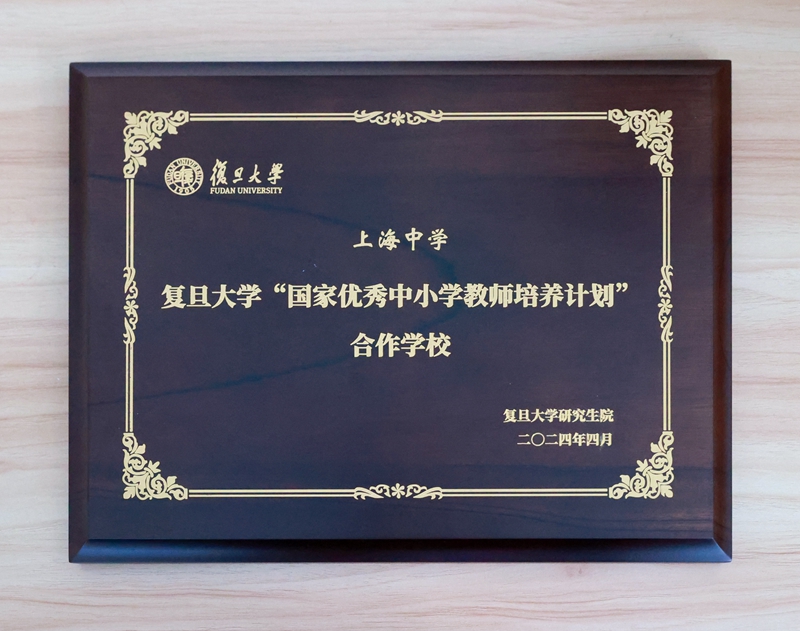 復旦大學
FUDAN UNIVERSITY
上海中学
复旦大学“国家优秀中小学教师培养计划”
合作学校
复旦大学研究生院
二〇二四年四月